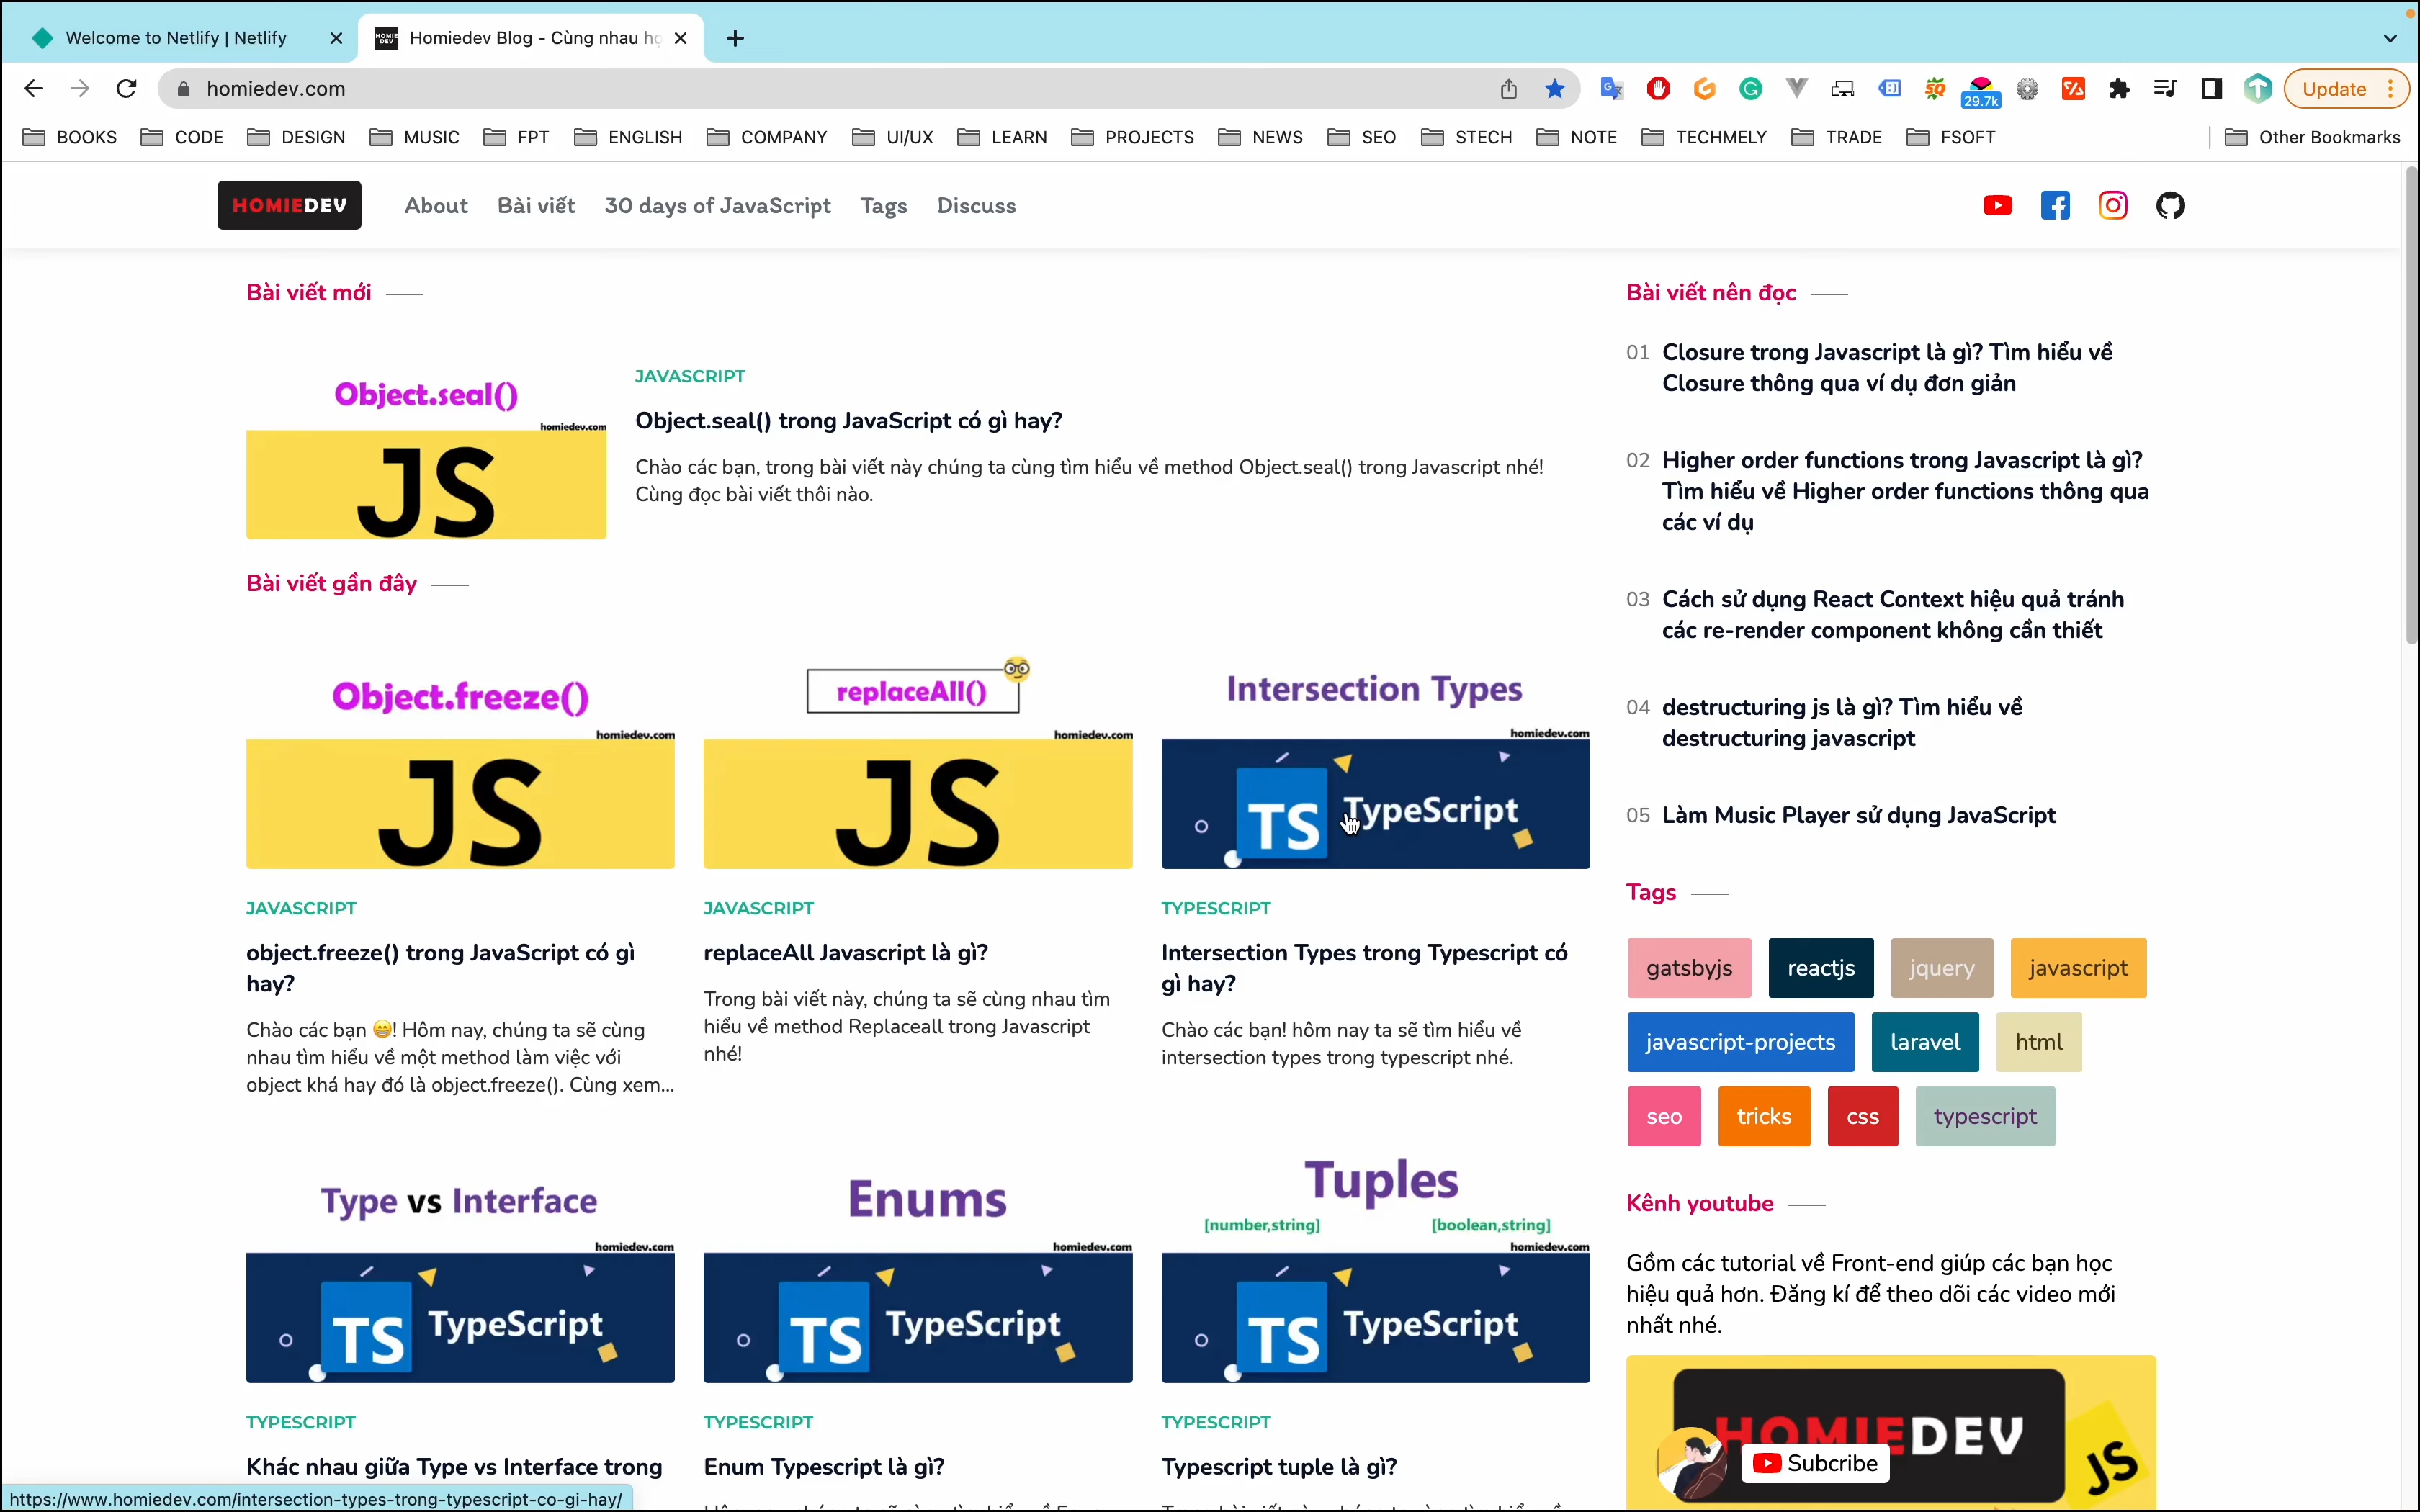 Welcome to Netlify | Netlify
HOMIE DEV
Homiedev Blog - Cùng nhau
homiedev.com
29.7k
Update
BOOKS
CODE
DESIGN
MUSIC
FPT
ENGLISH
COMPANY
UI/UX
LEARN
PROJECTS
NEWS
SEO
STECH
NOTE
TECHMELY
TRADE
FSOFT
Other Bookmarks
HOMIEDEV
About
Bài viết
30 days of JavaScript
Tags
Discuss
Bài viết mới
Object.seal()
homiedev.com
JS
JAVASCRIPT
Object.seal() trong JavaScript có gì hay?
Chào các bạn, trong bài viết này chúng ta cùng tìm hiểu về method Object.seal() trong Javascript nhé!
Cùng đọc bài viết thôi nào.
Bài viết gần đây
Object.freeze()
homiedev.com
JS
JAVASCRIPT
object.freeze() trong JavaScript có gì
hay?
Chào các bạn 😁! Hôm nay, chúng ta sẽ cùng
nhau tìm hiểu về một method làm việc với
object khá hay đó là object.freeze(). Cùng xem...
replaceAll()
homiedev.com
JS
JAVASCRIPT
replaceAll Javascript là gì?
Trong bài viết này, chúng ta sẽ cùng nhau tìm
hiểu về method Replaceall trong Javascript
nhé!
Intersection Types
homiedev.com
TS TypeScript
TYPESCRIPT
Intersection Types trong Typescript có
gì hay?
Chào các bạn! hôm nay ta sẽ tìm hiểu về
intersection types trong typescript nhé.
Type vs Interface
homiedev.com
TS TypeScript
TYPESCRIPT
Khác nhau giữa Type vs Interface trong
Enums
homiedev.com
TS TypeScript
TYPESCRIPT
Enum Typescript là gì?
Tuples
[number,string] [boolean,string]
homiedev.com
TS TypeScript
TYPESCRIPT
Typescript tuple là gì?
Bài viết nên đọc
01 Closure trong Javascript là gì? Tìm hiểu về
Closure thông qua ví dụ đơn giản
02 Higher order functions trong Javascript là gì?
Tìm hiểu về Higher order functions thông qua
các ví dụ
03 Cách sử dụng React Context hiệu quả tránh
các re-render component không cần thiết
04 destructuring js là gì? Tìm hiểu về
destructuring javascript
05 Làm Music Player sử dụng JavaScript
Tags
gatsbyjs
reactjs
jquery
javascript
javascript-projects
laravel
html
seo
tricks
css
typescript
Kênh youtube
Gồm các tutorial về Front-end giúp các bạn học
hiệu quả hơn. Đăng kí để theo dõi các video mới
nhất nhé.
HOMIEDEV
JS
Subcribe
https://www.homiedev.com/intersection-types-trong-typescript-co-gi-hay/